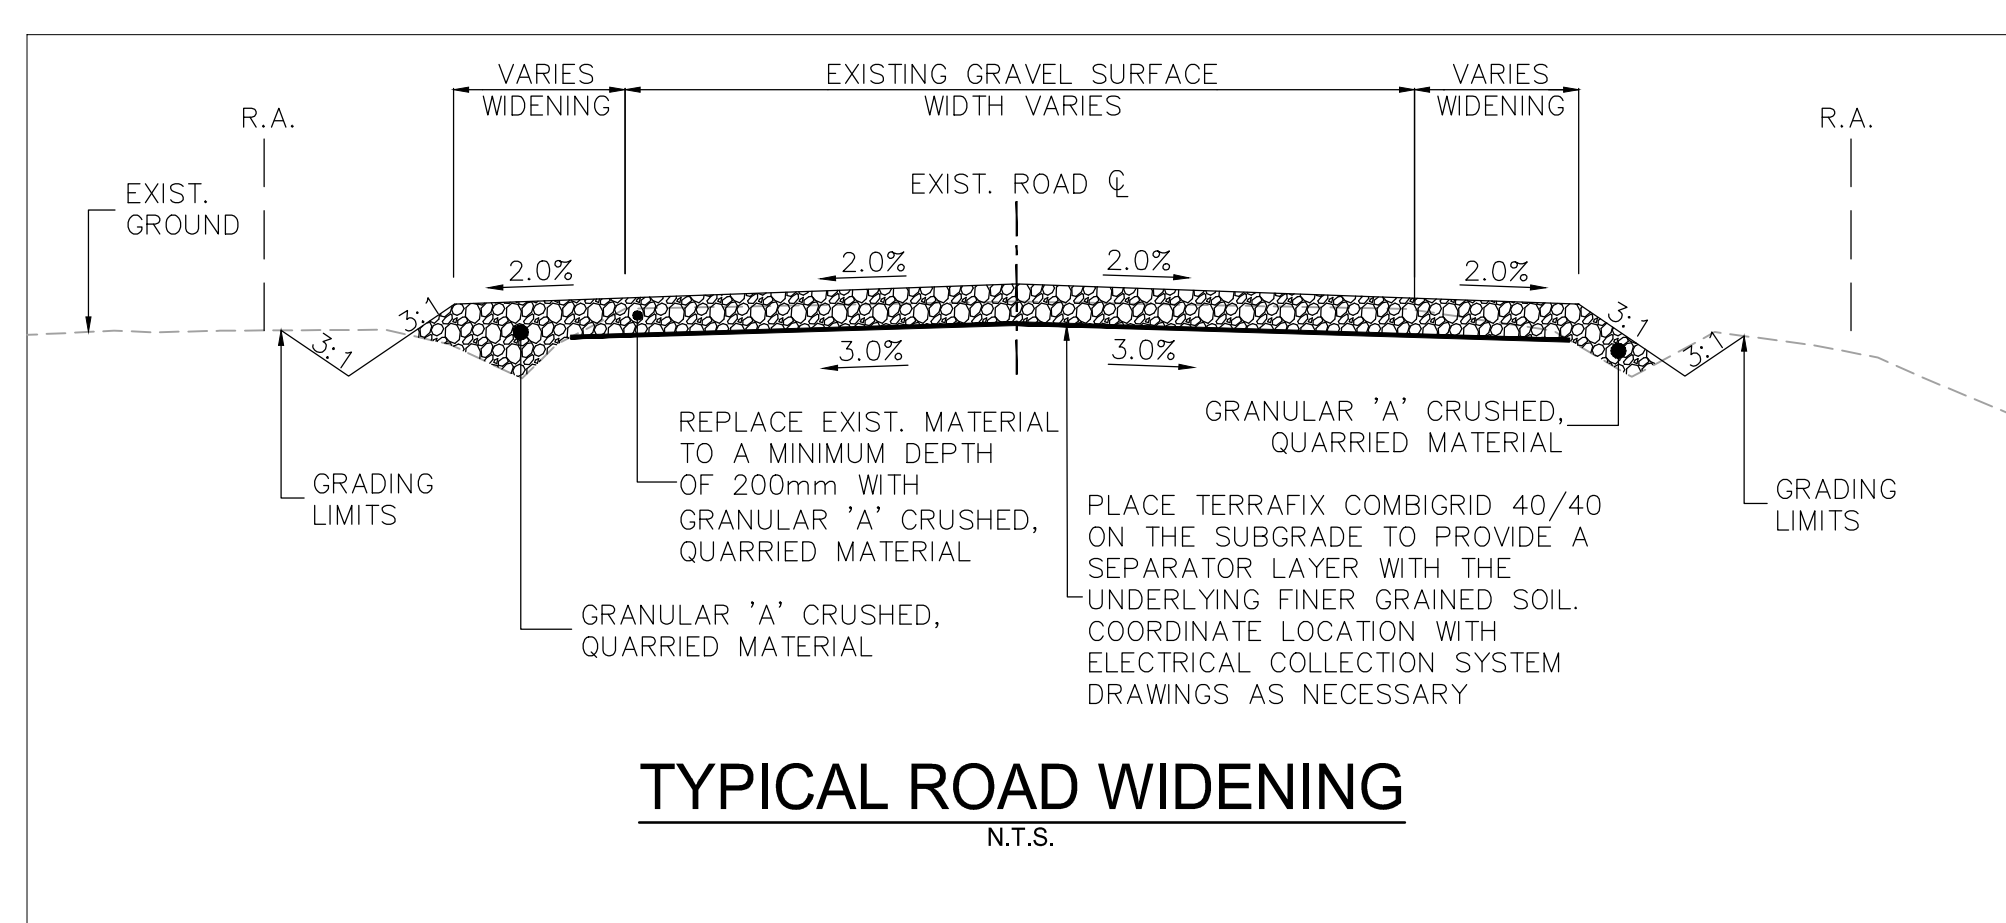 VARIES
WIDENING
EXISTING GRAVEL SURFACE
WIDTH VARIES
VARIES
WIDENING
R.A.
R.A.
EXIST.
GROUND
EXIST. ROAD ℄
2.0%
2.0%
2.0%
2.0%
3:1
3:1
3:1
3:1
3.0%
3.0%
REPLACE EXIST. MATERIAL
TO A MINIMUM DEPTH
OF 200mm WITH
GRANULAR 'A' CRUSHED,
QUARRIED MATERIAL
GRANULAR 'A' CRUSHED,
QUARRIED MATERIAL
GRADING
LIMITS
GRADING
LIMITS
PLACE TERRAFIX COMBIGRID 40/40
ON THE SUBGRADE TO PROVIDE A
SEPARATOR LAYER WITH THE
UNDERLYING FINER GRAINED SOIL.
COORDINATE LOCATION WITH
ELECTRICAL COLLECTION SYSTEM
DRAWINGS AS NECESSARY
GRANULAR 'A' CRUSHED,
QUARRIED MATERIAL
TYPICAL ROAD WIDENING
N.T.S.